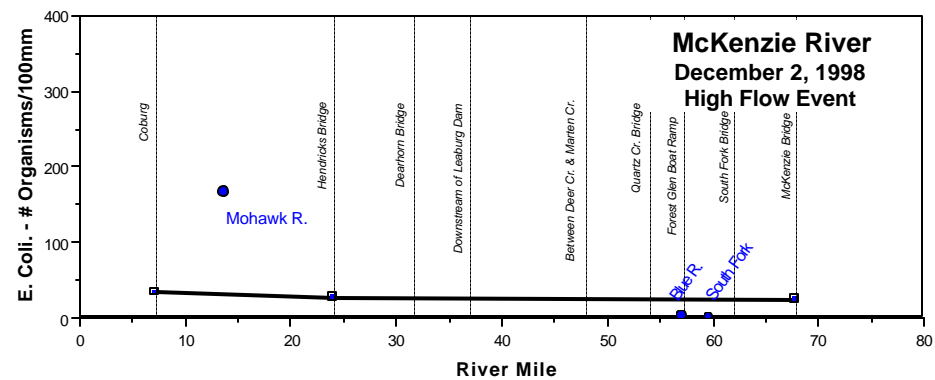 McKenzie River
December 2, 1998
High Flow Event
E. Coli. - # Organisms/100mm
400
300
200
100
0
Coburg
Hendricks Bridge
Dearhorn Bridge
Downstream of Leaburg Dam
Between Deer Cr. & Marten Cr.
Quartz Cr. Bridge
Forest Glen Boat Ramp
South Fork Bridge
McKenzie Bridge
Mohawk R.
Blue R.
South Fork
0 10 20 30 40 50 60 70 80
River Mile